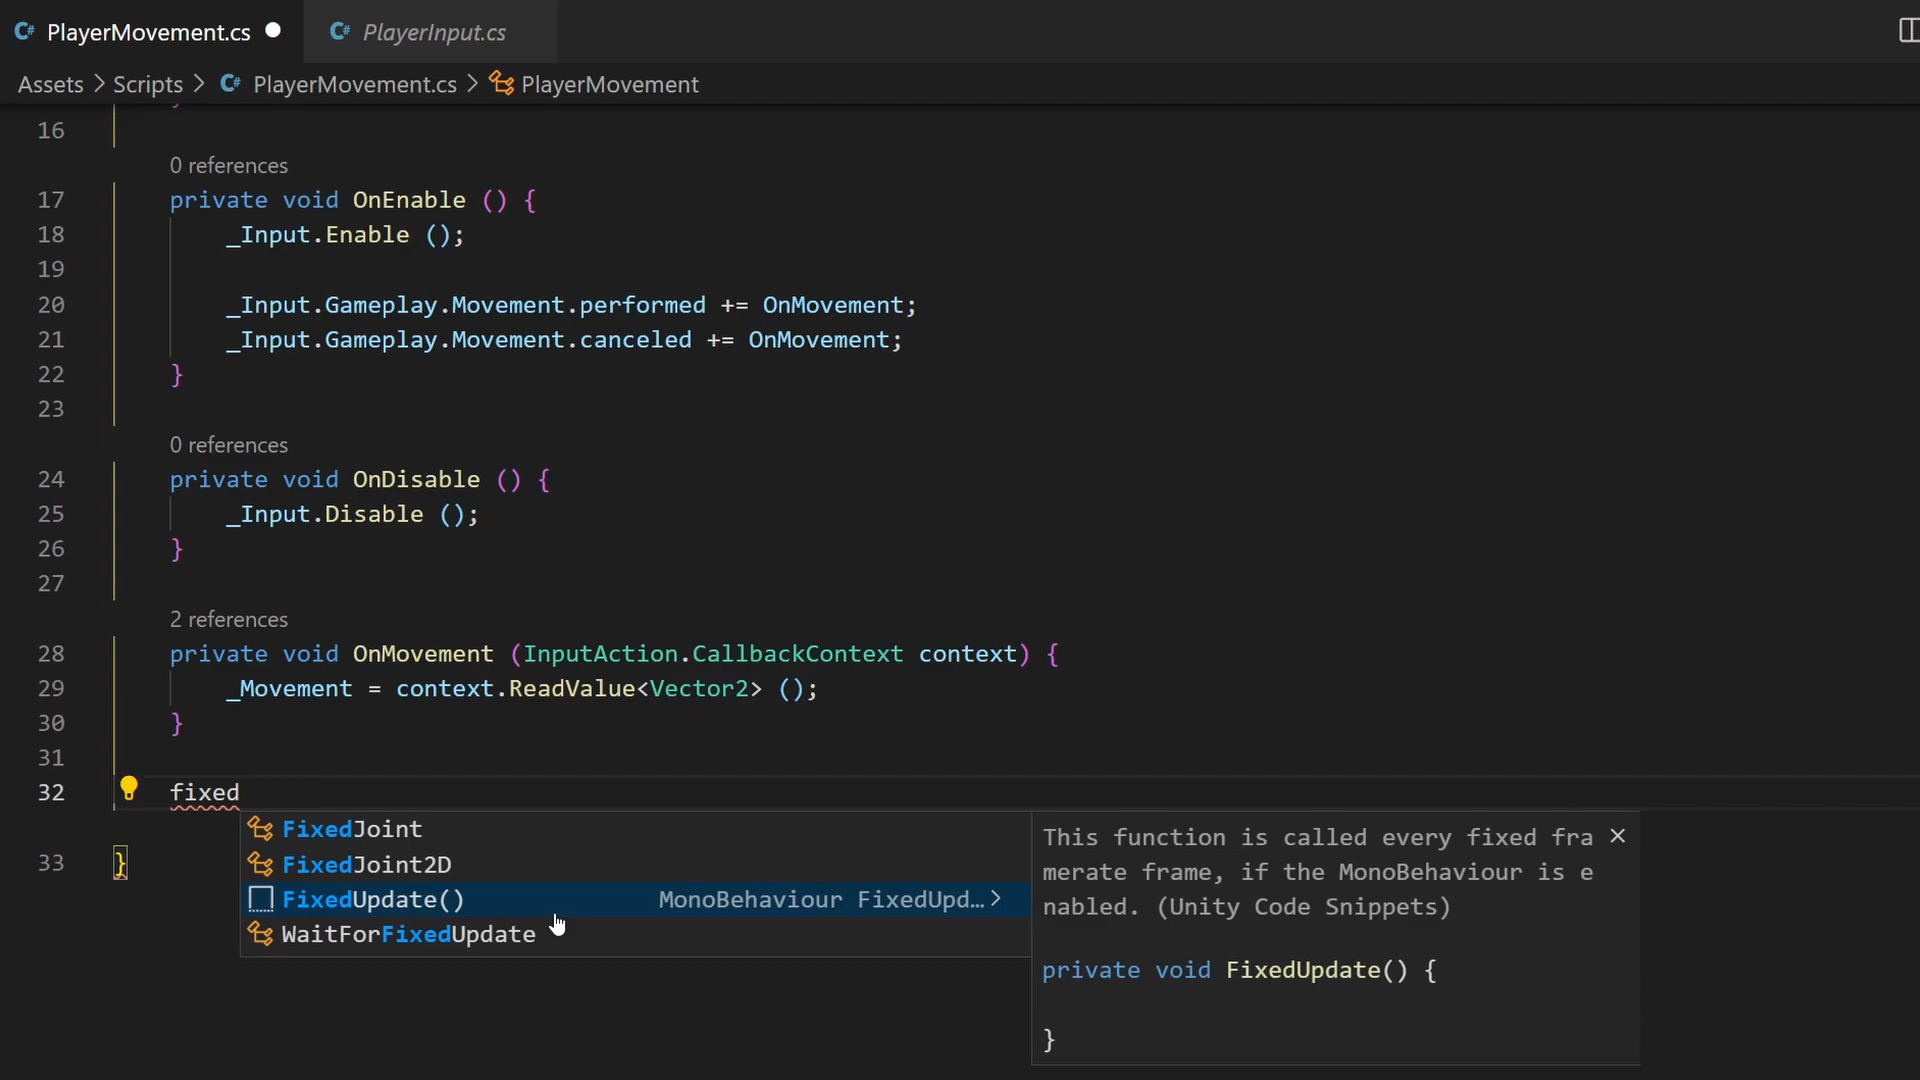 PlayerMovement.cs PlayerInput.cs
Assets > Scripts > PlayerMovement.cs > PlayerMovement
16
0 references
17 private void OnEnable () {
18 _Input.Enable ();
19
20 _Input.Gameplay.Movement.performed += OnMovement;
21 _Input.Gameplay.Movement.canceled += OnMovement;
22 }
23
0 references
24 private void OnDisable () {
25 _Input.Disable ();
26 }
27
2 references
28 private void OnMovement (InputAction.CallbackContext context) {
29 _Movement = context.ReadValue<Vector2> ();
30 }
31
32 fixed
33 }
FixedJoint
FixedJoint2D
FixedUpdate() MonoBehaviour FixedUpd…>
WaitForFixedUpdate
This function is called every fixed fra
merate frame, if the MonoBehaviour is e
nabled. (Unity Code Snippets)
private void FixedUpdate() {
}